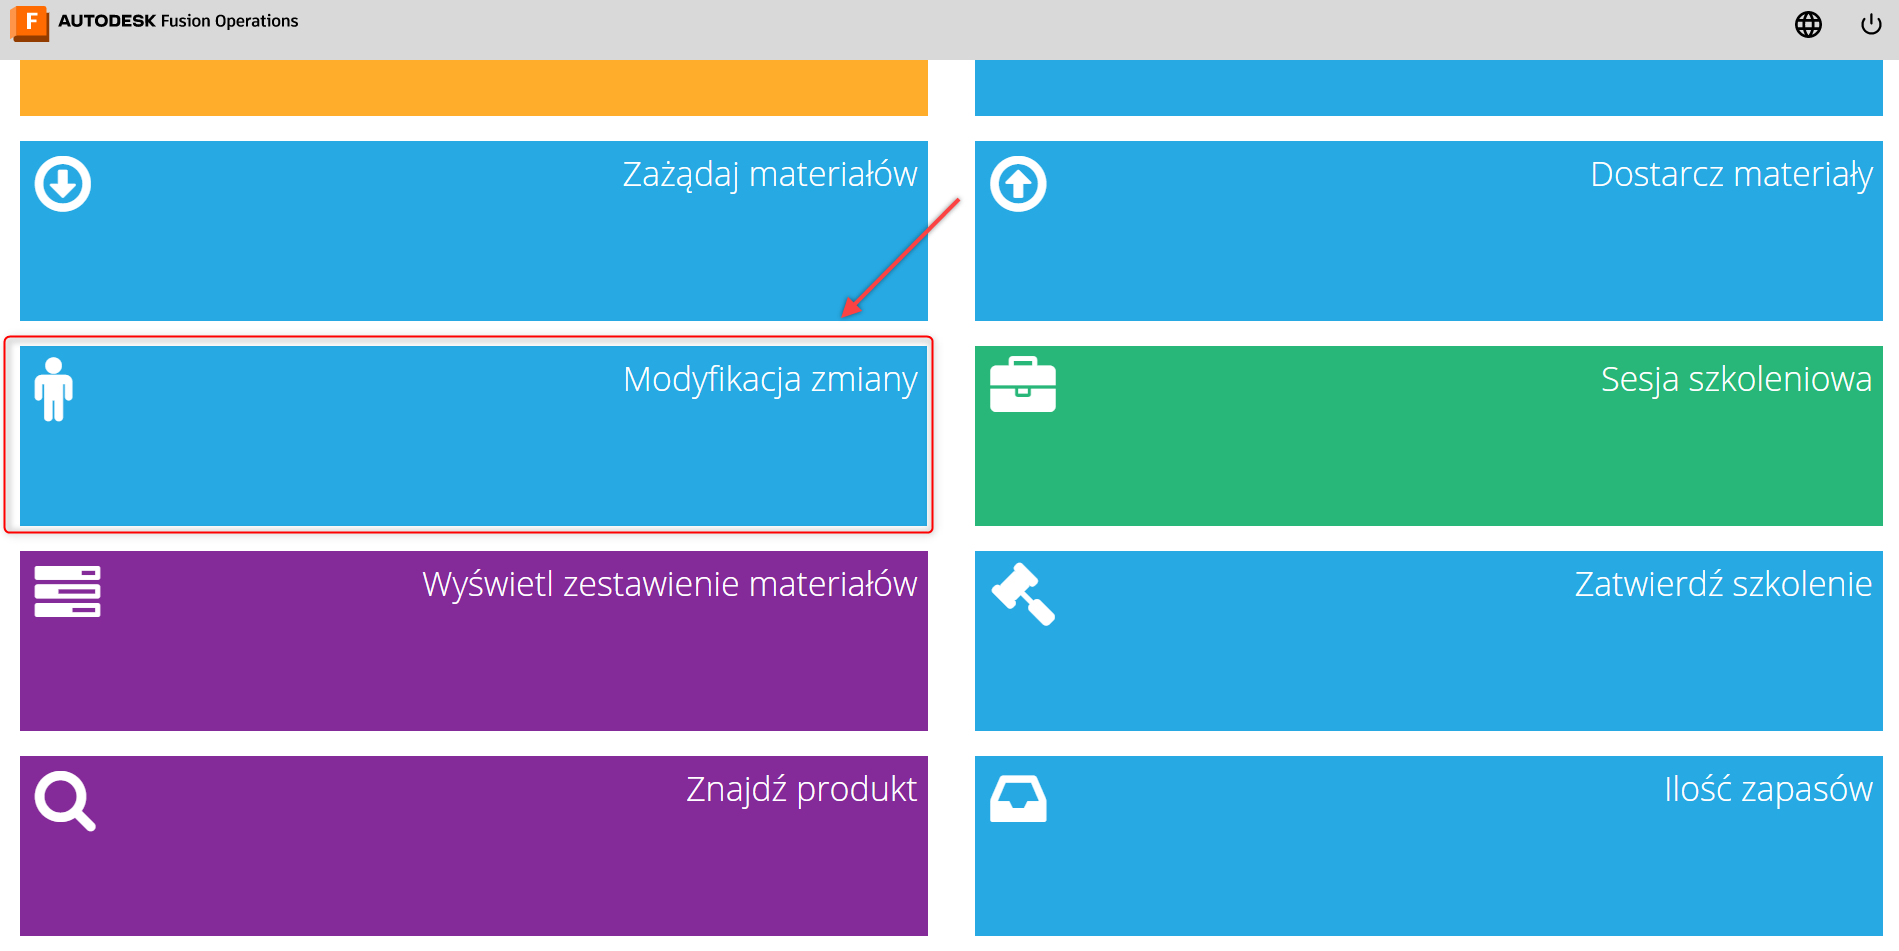 F AUTODESK Fusion Operations
Zażądaj materiałów
Dostarcz materiały
Modyfikacja zmiany
Sesja szkoleniowa
Wyświetl zestawienie materiałów
Zatwierdź szkolenie
Znajdź produkt
Ilość zapasów